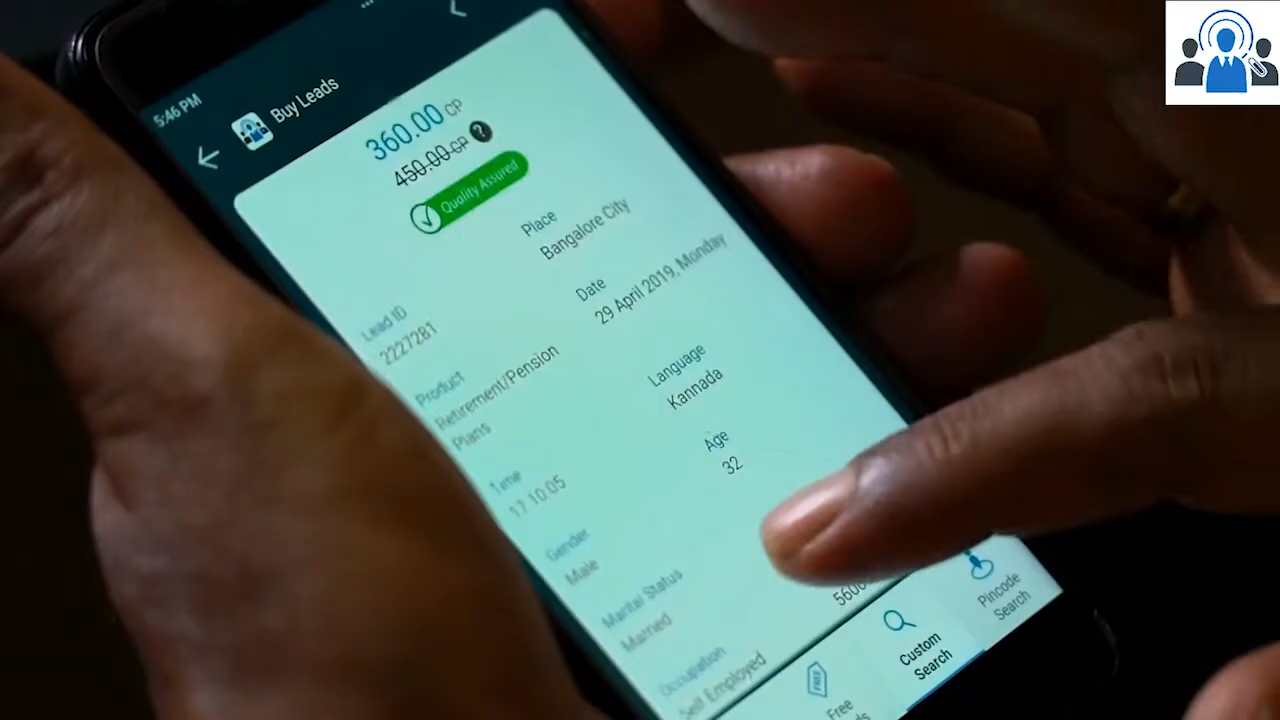 5:46 PM
Buy Leads
360.00 CP
450.00 CP ?
Quality Assured
Lead ID
2227281
Place
Bangalore City
Product
Retirement/Pension
Plans
Date
29 April 2019, Monday
Time
17 10:05
Language
Kannada
Gender
Male
Age
32
Marital Status
Married
Occupation
Self Employed
FREE
Free
Custom
Search
Pincode
Search